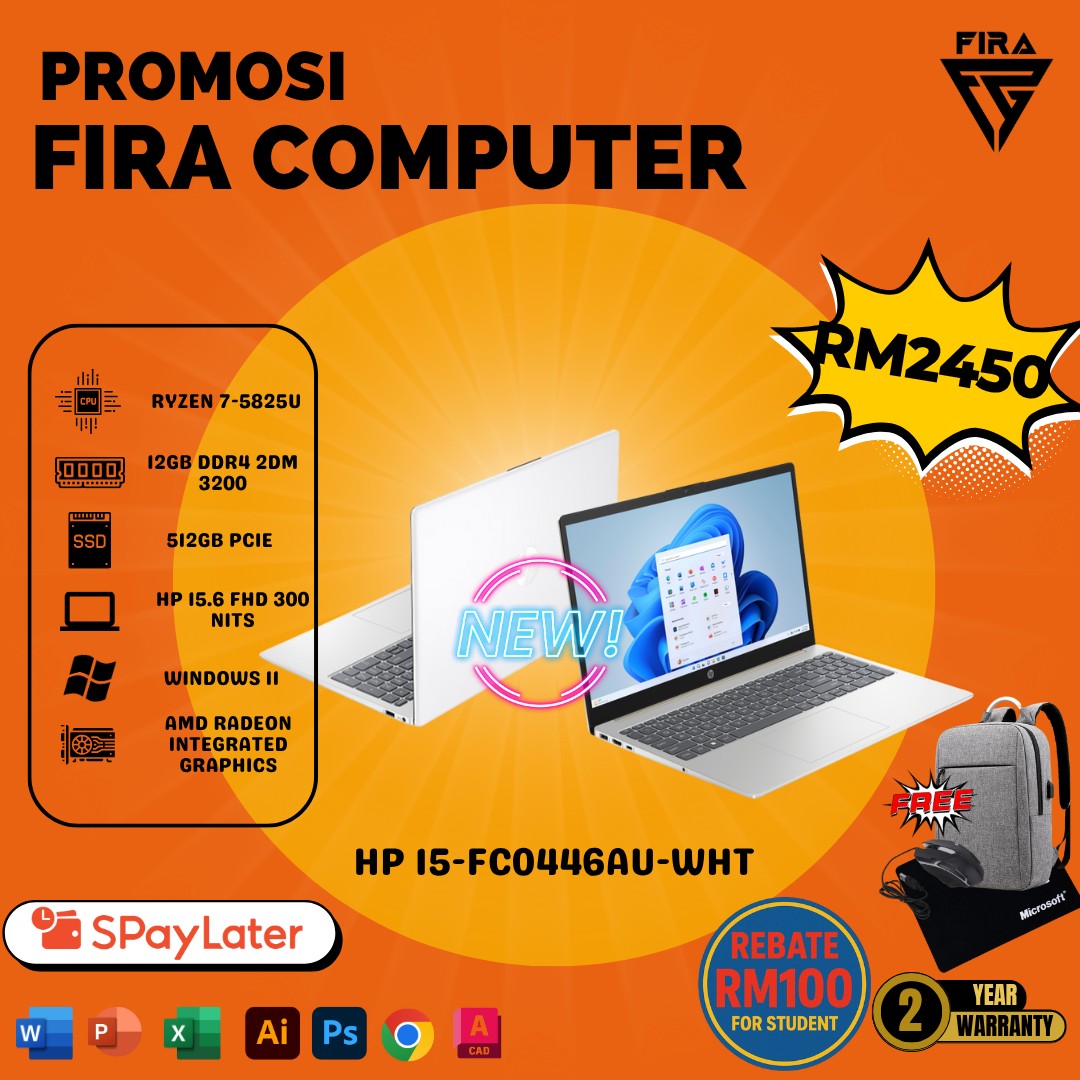 PROMOSI
FIRA COMPUTER
FIRA
RM2450
CPU
RYZEN 7-5825U
12GB DDR4 2DM
3200
SSD
512GB PCIE
HP 15.6 FHD 300
NITS
WINDOWS 11
AMD RADEON
INTEGRATED
GRAPHICS
NEW!
HP 15-FC0446AU-WHT
FREE
Microsoft
SPayLater
REBATE
RM100
FOR STUDENT
2
YEAR
WARRANTY
W
P
X
Ai
Ps
A
CAD